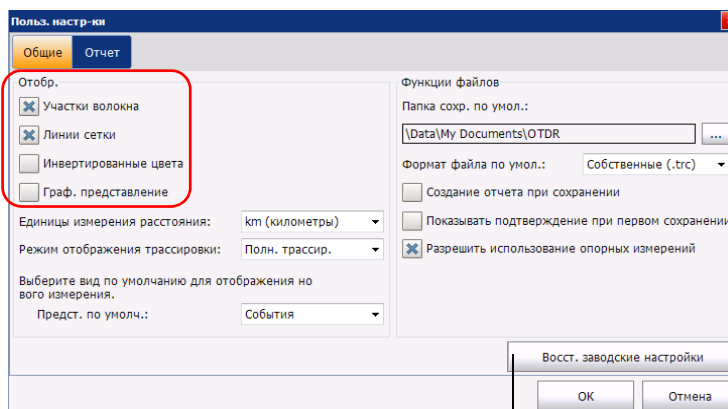 Польз. настр-ки
Общие
Отчет
Отобр.
Участки волокна
Линии сетки
Инвертированные цвета
Граф. представление
Единицы измерения расстояния:
km (километры)
Режим отображения трассировки:
Полн. трассир.
Выберите вид по умолчанию для отображения но
вого измерения.
Предст. по умолч.:
События
Функции файлов
Папка сохр. по умол.:
\Data\My Documents\OTDR
...
Формат файла по умол.:
Собственные (.trc)
Создание отчета при сохранении
Показывать подтверждение при первом сохранении
Разрешить использование опорных измерений
Восст. заводские настройки
OK
Отмена